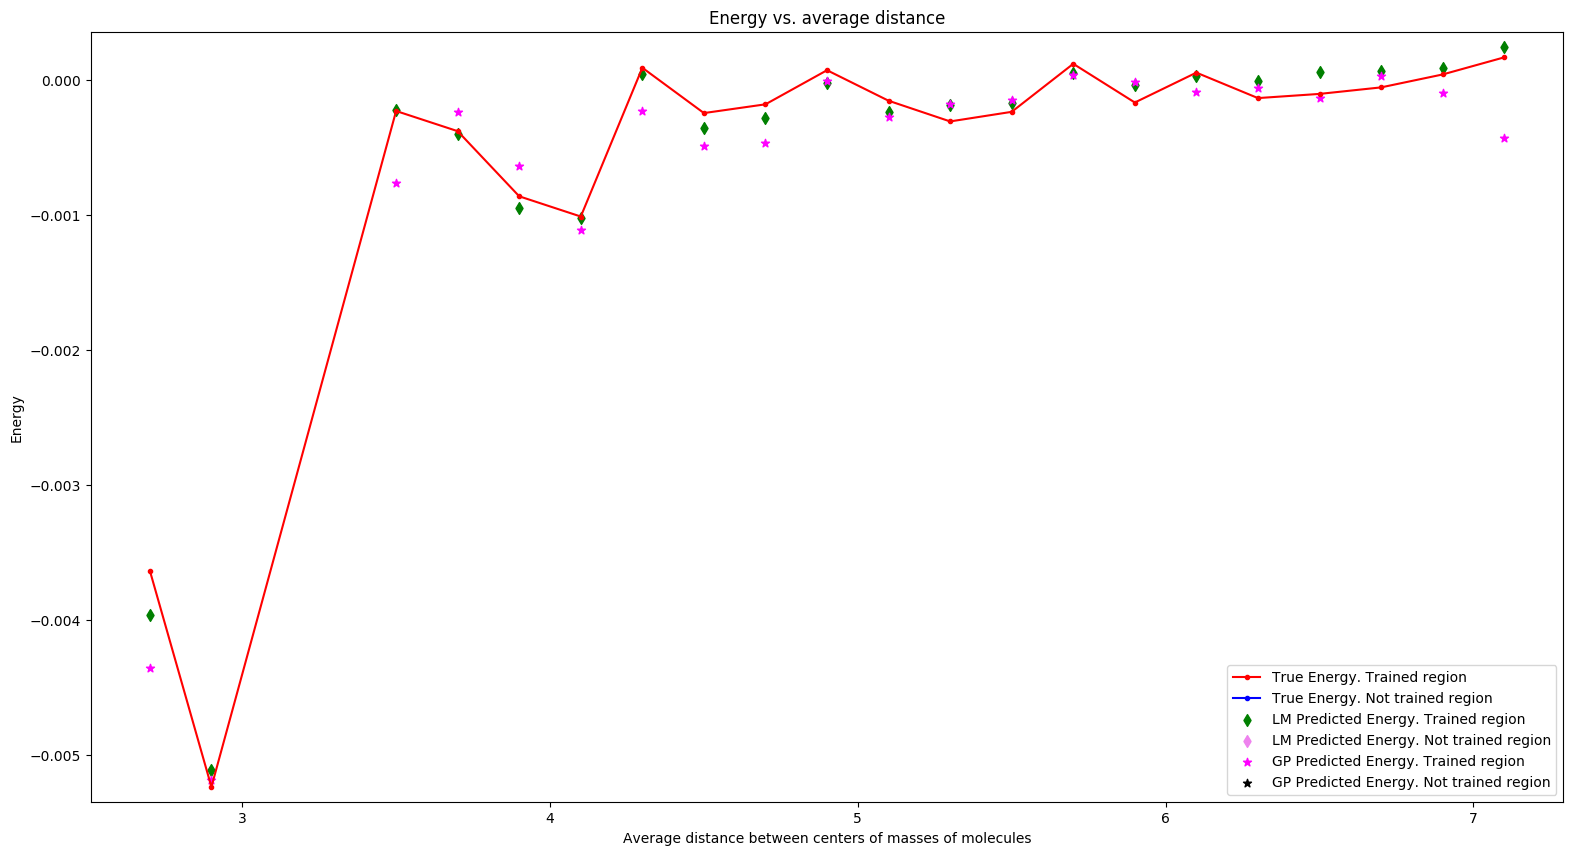 Energy vs. average distance
Energy
0.000
−0.001
−0.002
−0.003
−0.004
−0.005
3
4
5
6
7
Average distance between centers of masses of molecules
True Energy. Trained region
True Energy. Not trained region
LM Predicted Energy. Trained region
LM Predicted Energy. Not trained region
GP Predicted Energy. Trained region
GP Predicted Energy. Not trained region